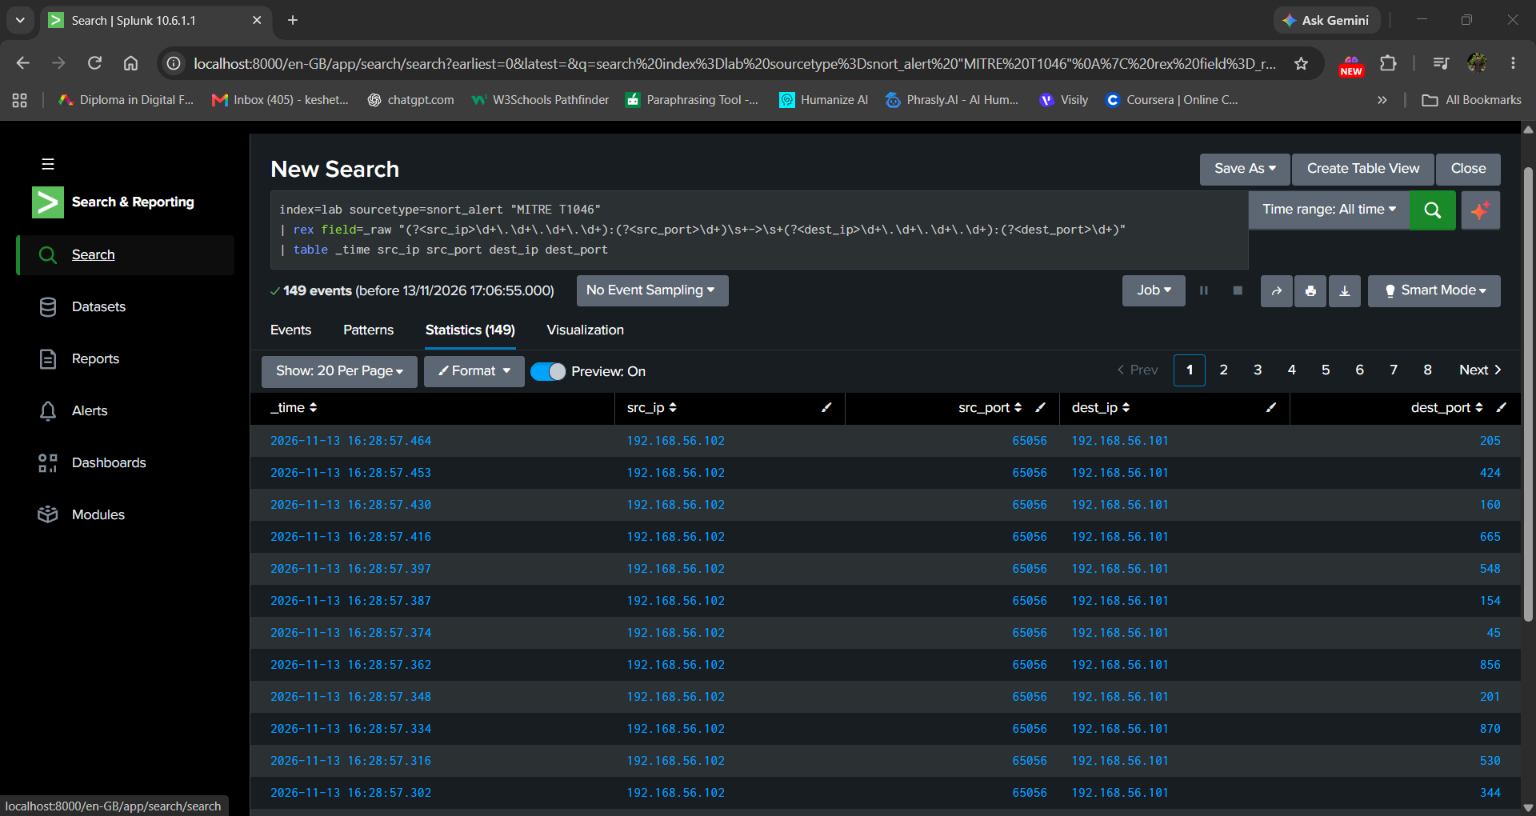 Search | Splunk 10.6.1.1
Ask Gemini
localhost:8000/en-GB/app/search/search?earliest=0&latest=&q=search%20index%3Dlab%20sourcetype%3Dsnort_alert%20"MITRE%20T1046"%0A%7C%20rex%20field%3D_r...
NEW
Diploma in Digital F...
Inbox (405) - keshet...
chatgpt.com
W3Schools Pathfinder
Paraphrasing Tool -...
Humanize AI
Phrasly.AI - AI Hum...
Visily
Coursera | Online C...
All Bookmarks
Search & Reporting
Search
Datasets
Reports
Alerts
Dashboards
Modules
New Search
Save As
Create Table View
Close
index=lab sourcetype=snort_alert "MITRE T1046"
| rex field=_raw "(?<src_ip>\d+\.\d+\.\d+\.\d+):(?<src_port>\d+)\s+->\s+(?<dest_ip>\d+\.\d+\.\d+\.\d+):(?<dest_port>\d+)"
| table _time src_ip src_port dest_ip dest_port
Time range: All time
149 events (before 13/11/2026 17:06:55.000)
No Event Sampling
Job
Smart Mode
Events
Patterns
Statistics (149)
Visualization
Show: 20 Per Page
Format
Preview: On
< Prev 1 2 3 4 5 6 7 8 Next >
_time src_ip src_port dest_ip dest_port
2026-11-13 16:28:57.464 192.168.56.102 65056 192.168.56.101 205
2026-11-13 16:28:57.453 192.168.56.102 65056 192.168.56.101 424
2026-11-13 16:28:57.430 192.168.56.102 65056 192.168.56.101 160
2026-11-13 16:28:57.416 192.168.56.102 65056 192.168.56.101 665
2026-11-13 16:28:57.397 192.168.56.102 65056 192.168.56.101 548
2026-11-13 16:28:57.387 192.168.56.102 65056 192.168.56.101 154
2026-11-13 16:28:57.374 192.168.56.102 65056 192.168.56.101 45
2026-11-13 16:28:57.362 192.168.56.102 65056 192.168.56.101 856
2026-11-13 16:28:57.348 192.168.56.102 65056 192.168.56.101 201
2026-11-13 16:28:57.334 192.168.56.102 65056 192.168.56.101 870
2026-11-13 16:28:57.316 192.168.56.102 65056 192.168.56.101 530
2026-11-13 16:28:57.302 192.168.56.102 65056 192.168.56.101 344
localhost:8000/en-GB/app/search/search